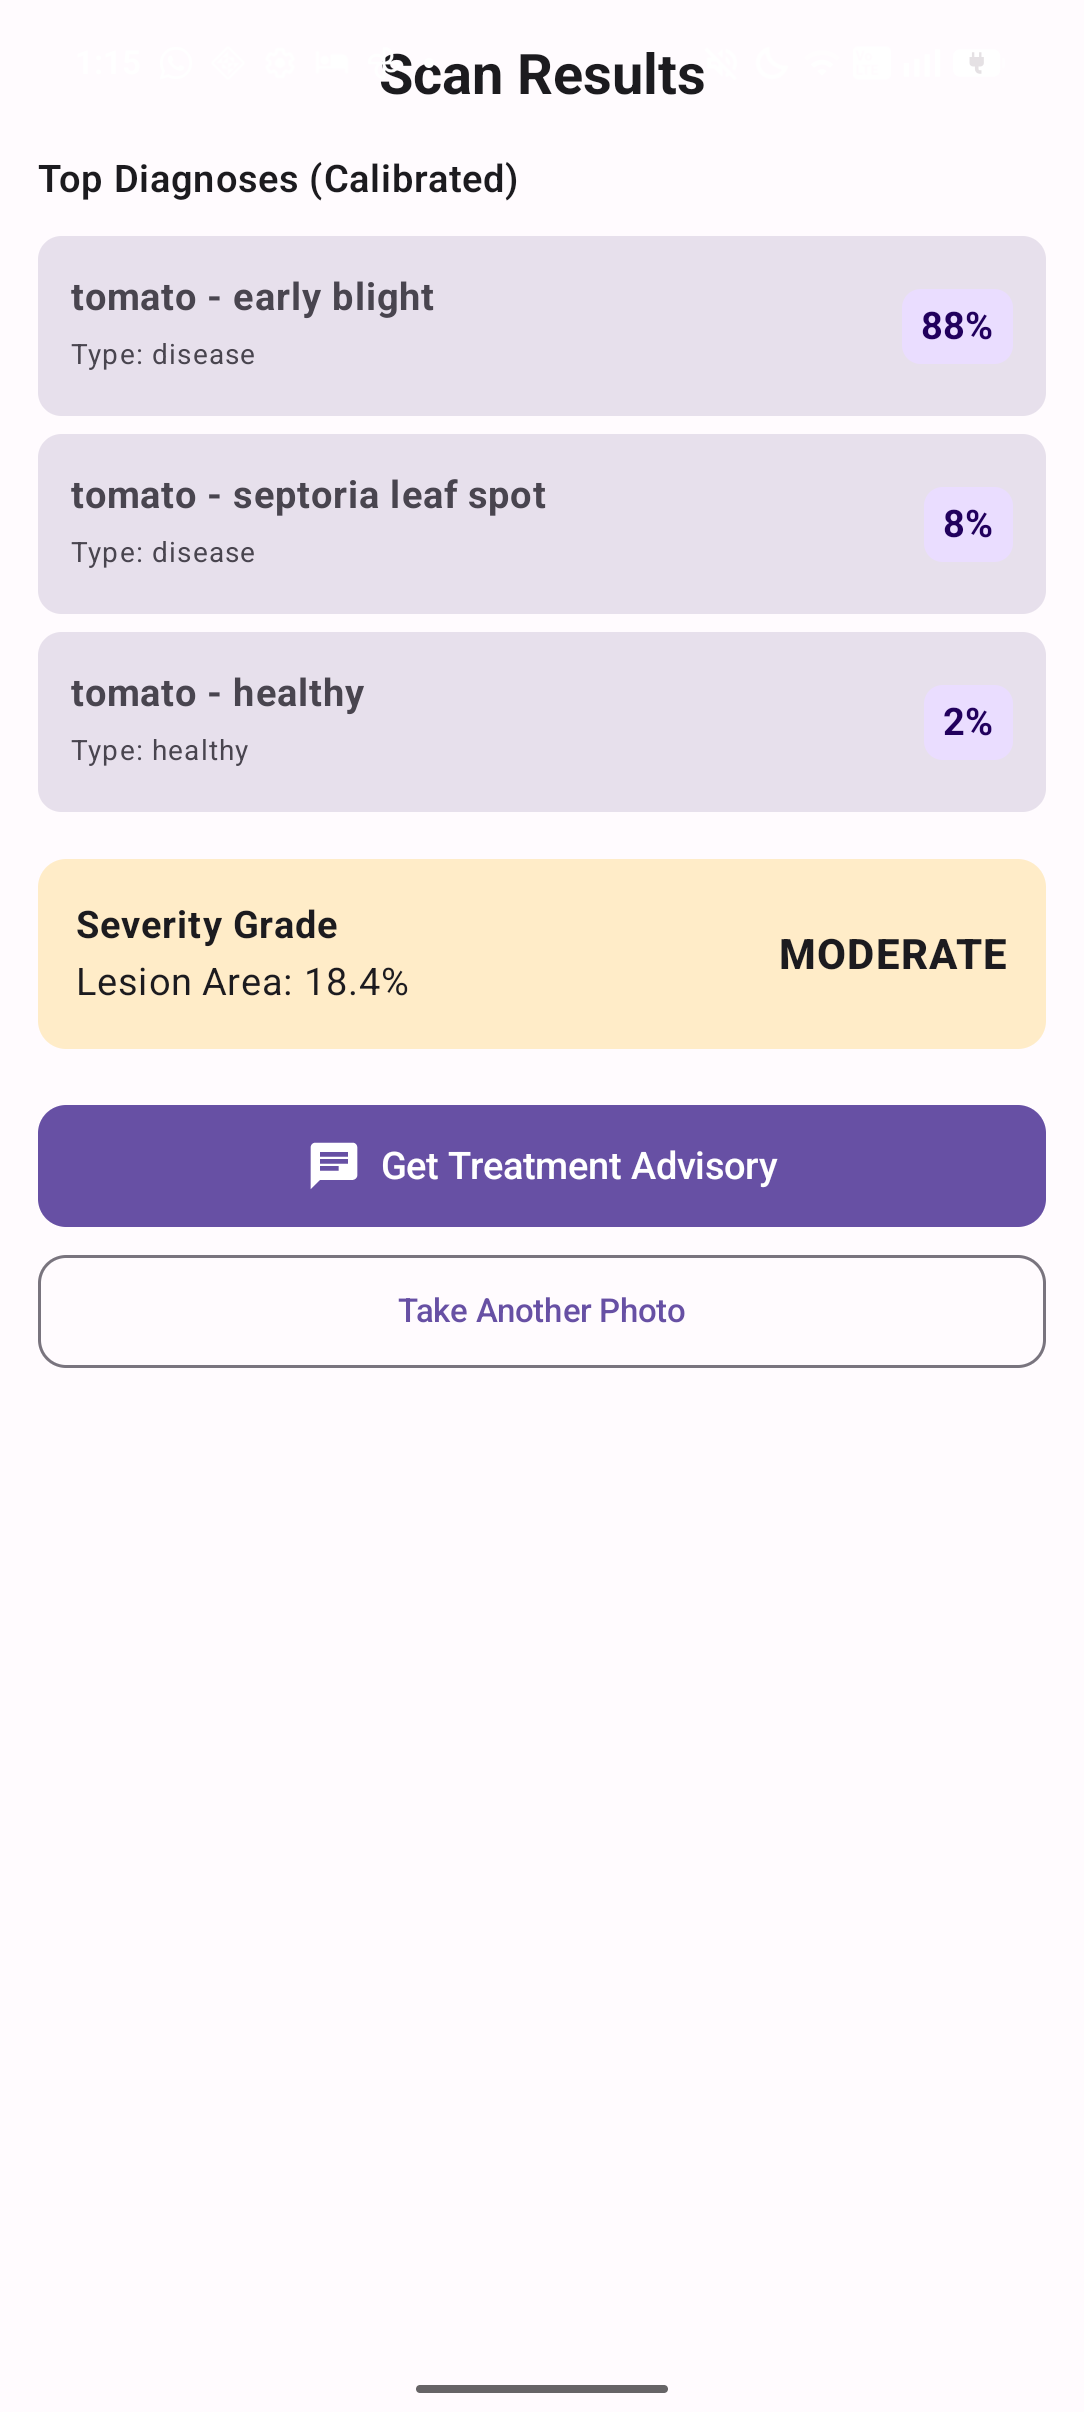 Scan Results
Top Diagnoses (Calibrated)
tomato - early blight
Type: disease
88%
tomato - septoria leaf spot
Type: disease
8%
tomato - healthy
Type: healthy
2%
Severity Grade
Lesion Area: 18.4%
MODERATE
Get Treatment Advisory
Take Another Photo